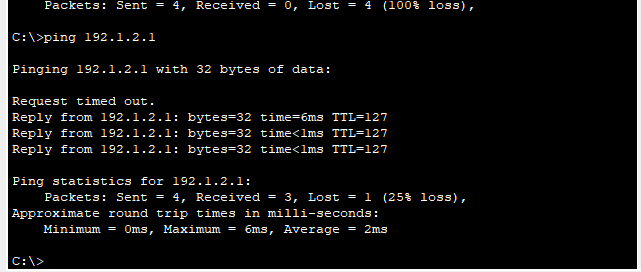 Packets: Sent = 4, Received = 0, Lost = 4 (100% loss),
C:\>ping 192.1.2.1
Pinging 192.1.2.1 with 32 bytes of data:
Request timed out.
Reply from 192.1.2.1: bytes=32 time=6ms TTL=127
Reply from 192.1.2.1: bytes=32 time<1ms TTL=127
Reply from 192.1.2.1: bytes=32 time<1ms TTL=127
Ping statistics for 192.1.2.1:
Packets: Sent = 4, Received = 3, Lost = 1 (25% loss),
Approximate round trip times in milli-seconds:
Minimum = 0ms, Maximum = 6ms, Average = 2ms
C:\>